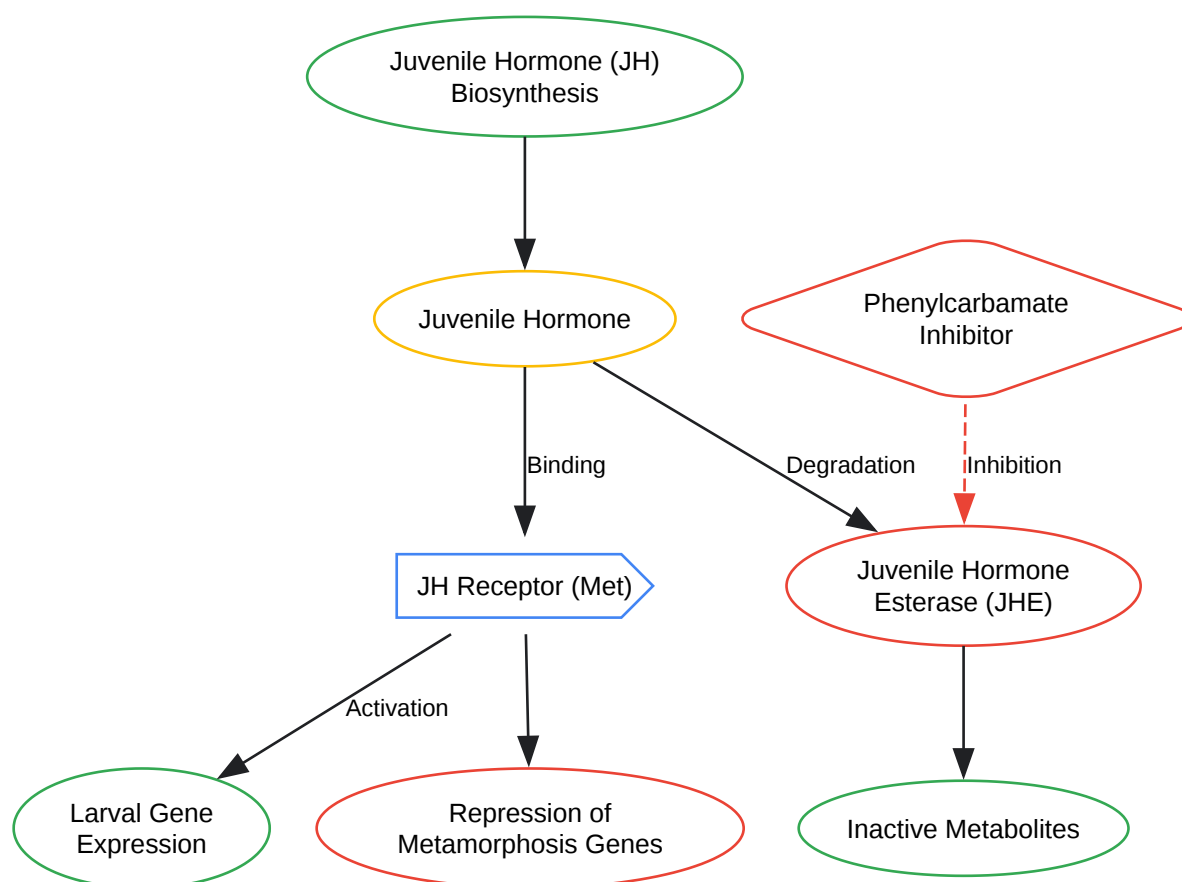 Juvenile Hormone (JH)
Biosynthesis
Juvenile Hormone
Phenylcarbamate
Inhibitor
Binding
Degradation
Inhibition
JH Receptor (Met)
Juvenile Hormone
Esterase (JHE)
Activation
Larval Gene
Expression
Repression of
Metamorphosis Genes
Inactive Metabolites